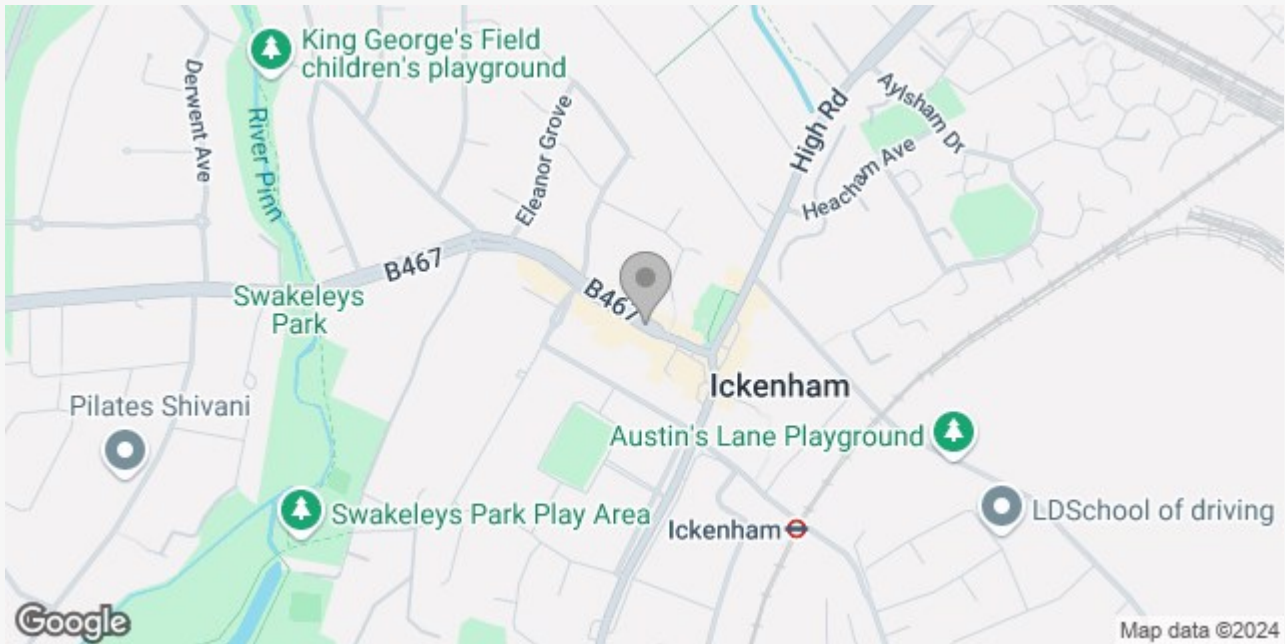 King George's Field
children's playground
Derwent Ave
River Pinn
Eleanor Grove
High Rd
Aylsham Dr
Heacham Ave
B467
Swakeleys
Park
B467
Ickenham
Pilates Shivani
Austin's Lane Playground
Swakeleys Park Play Area
LDSchool of driving
Ickenham
Google
Map data ©2024